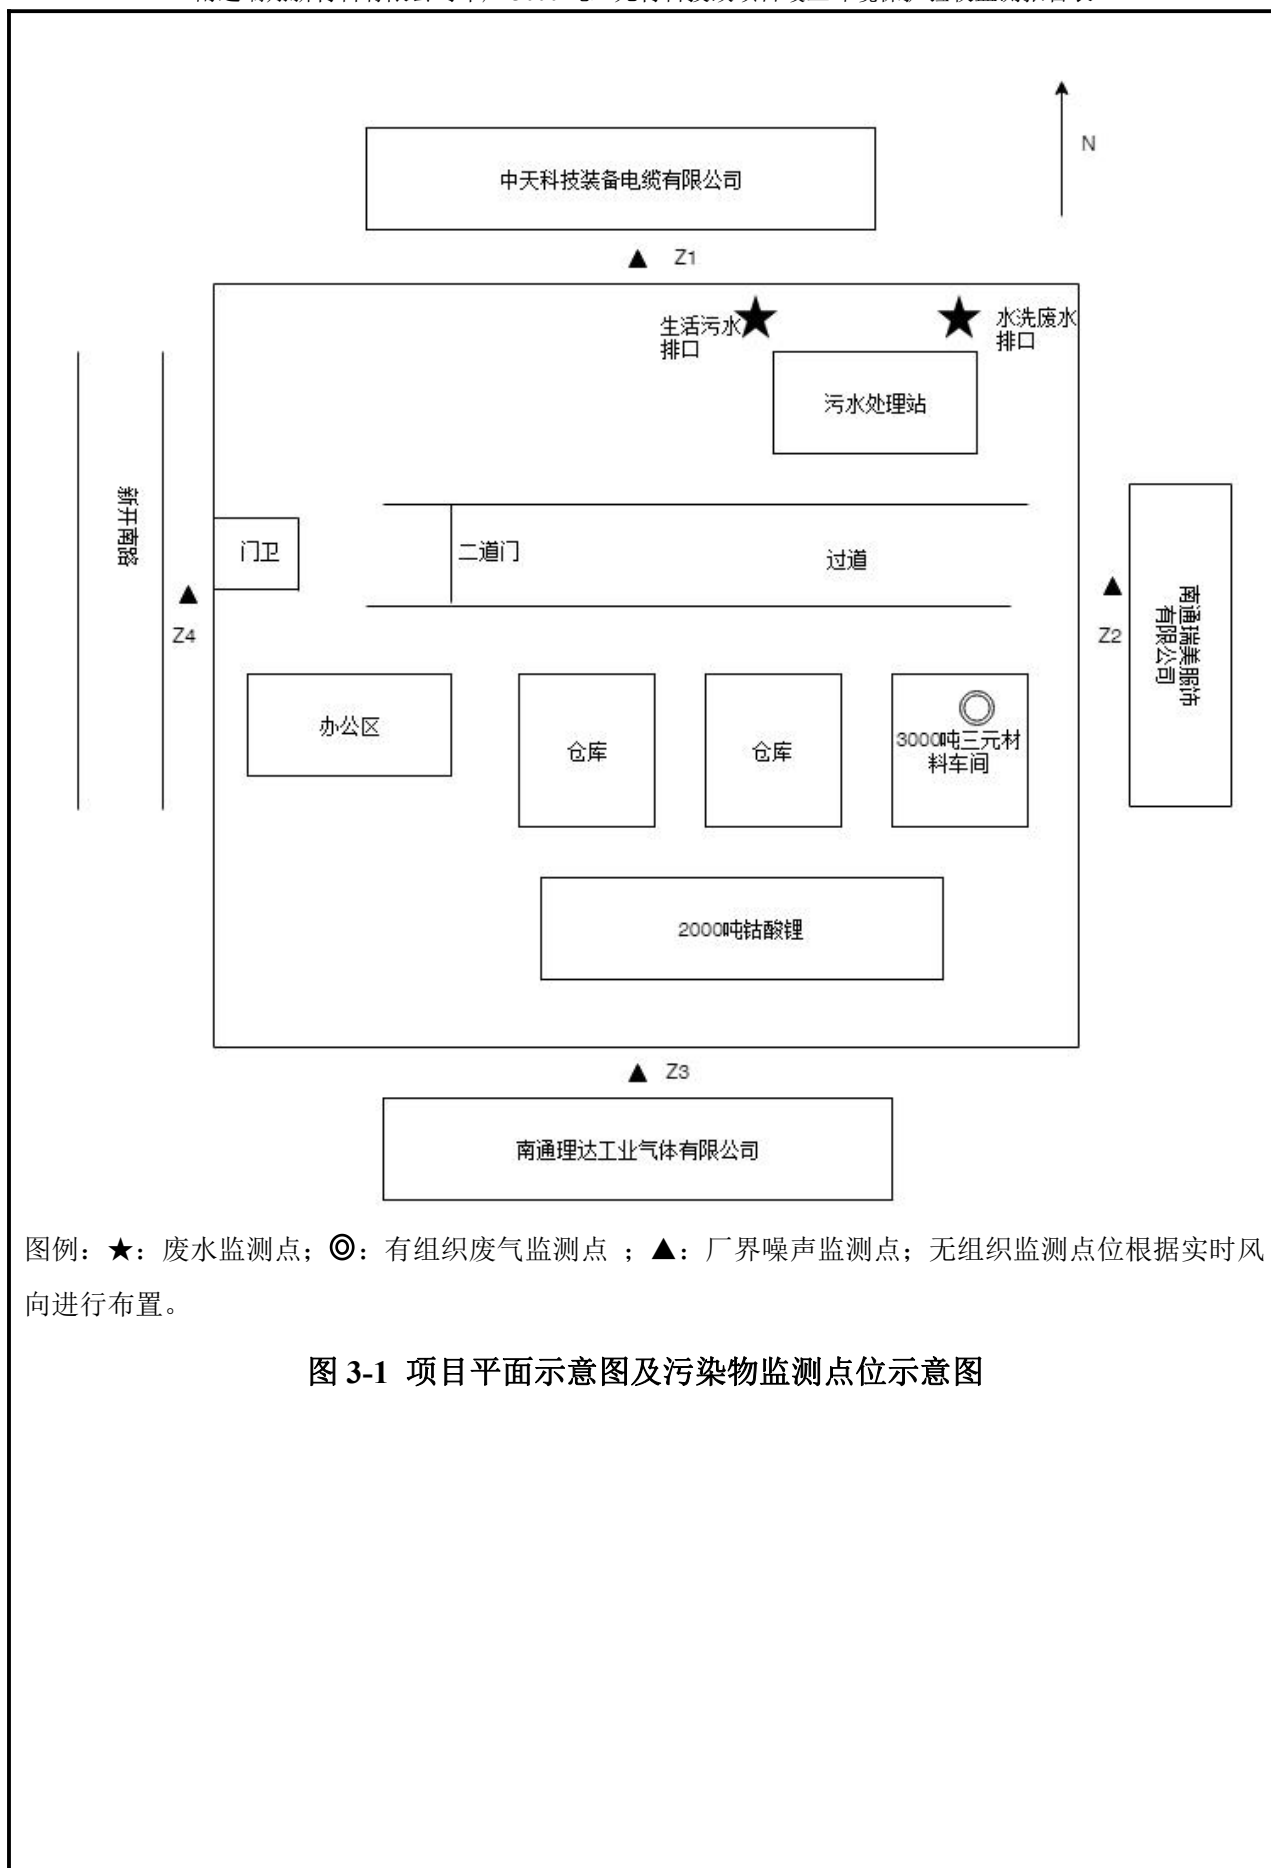 N
中天科技装备电缆有限公司
Z1
生活污水
排口
水洗废水
排口
污水处理站
新开南路
门卫
二道门
过道
Z4
Z2
南通瑞美服饰
有限公司
办公区
仓库
仓库
3000吨三元材
料车间
2000吨钴酸锂
Z3
南通理达工业气体有限公司
图例：★：废水监测点；◎：有组织废气监测点 ；▲：厂界噪声监测点；无组织监测点位根据实时风
向进行布置。
图 3-1 项目平面示意图及污染物监测点位示意图